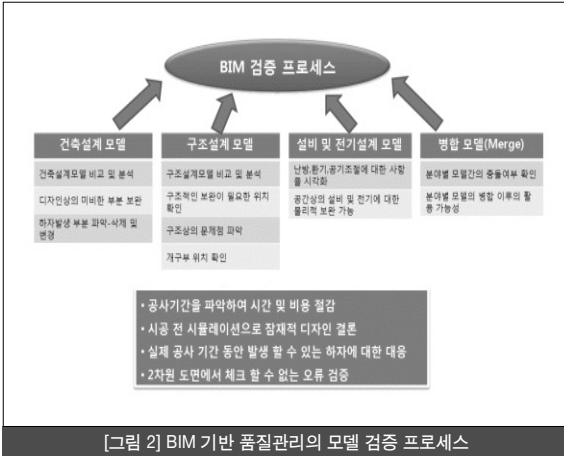 BIM 검증 프로세스
건축설계 모델
건축설계모델 비교 및 분석
디자인상의 미비한 부분 보완
하자발생 부분 파악-삭제 및
변경
구조설계 모델
구조설계모델 비교 및 분석
구조적인 보완이 필요한 위치
확인
구조상의 문제점 파악
개구부 위치 확인
설비 및 전기설계 모델
난방,환기,공기조절에 대한 사항
을 시각화
공간상의 설비 및 전기에 대한
물리적 보완 가능
병합 모델(Merge)
분야별 모델간의 충돌여부 확인
분야별 모델의 병합 이후의 활
용 가능성
• 공사기간을 파악하여 시간 및 비용 절감
• 시공 전 시뮬레이션으로 잠재적 디자인 결론
• 실제 공사 기간 동안 발생 할 수 있는 하자에 대한 대응
• 2차원 도면에서 체크 할 수 없는 오류 검증
[그림 2] BIM 기반 품질관리의 모델 검증 프로세스